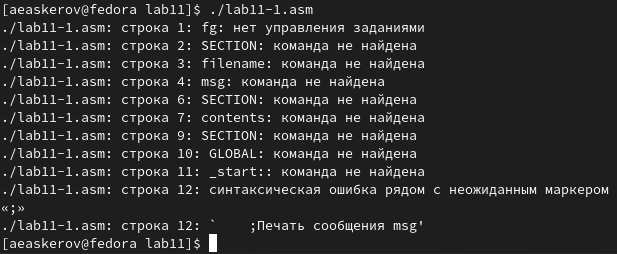 [aeaskerov@fedora lab11]$ ./lab11-1.asm
./lab11-1.asm: строка 1: fg: нет управления заданиями
./lab11-1.asm: строка 2: SECTION: команда не найдена
./lab11-1.asm: строка 3: filename: команда не найдена
./lab11-1.asm: строка 4: msg: команда не найдена
./lab11-1.asm: строка 6: SECTION: команда не найдена
./lab11-1.asm: строка 7: contents: команда не найдена
./lab11-1.asm: строка 9: SECTION: команда не найдена
./lab11-1.asm: строка 10: GLOBAL: команда не найдена
./lab11-1.asm: строка 11: _start:: команда не найдена
./lab11-1.asm: строка 12: синтаксическая ошибка рядом с неожиданным маркером
«;»
./lab11-1.asm: строка 12: `    ;Печать сообщения msg'
[aeaskerov@fedora lab11]$